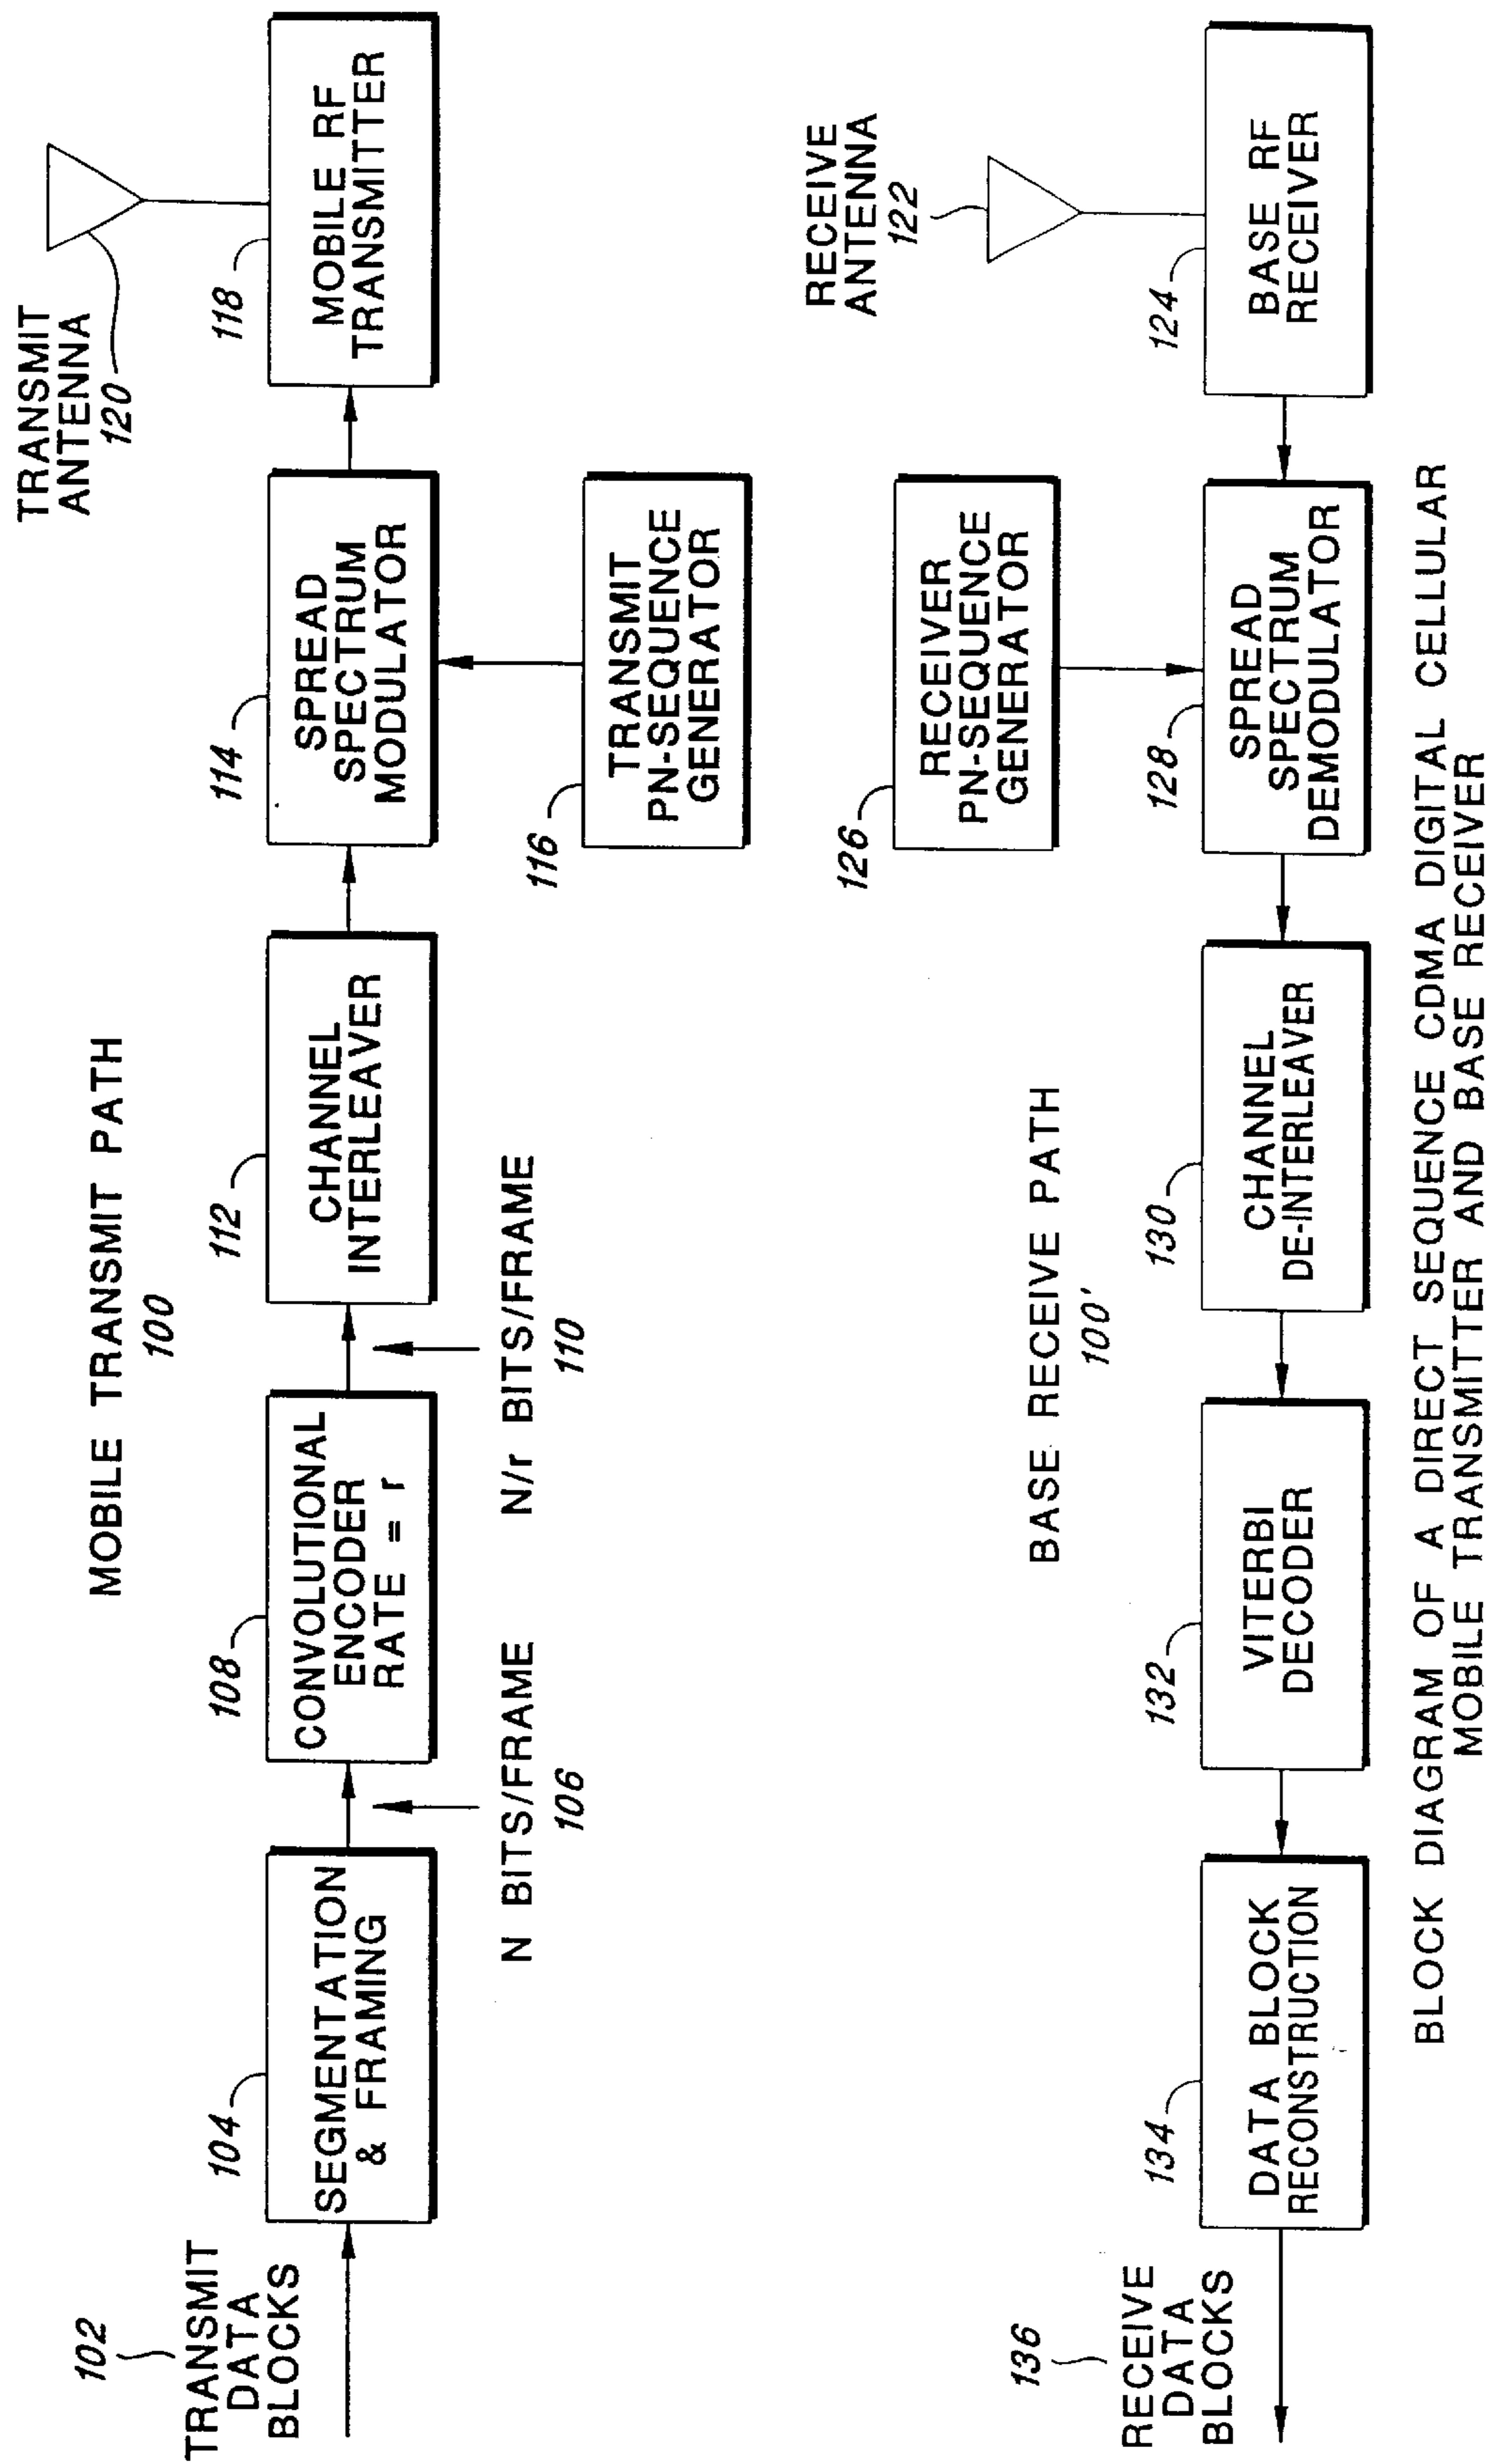 MOBILE TRANSMIT PATH
100
102
TRANSMIT
DATA
BLOCKS
104
SEGMENTATION
& FRAMING
N BITS/FRAME
106
108
CONVOLUTIONAL
ENCODER
RATE = r
N/r BITS/FRAME
110
112
CHANNEL
INTERLEAVER
114
SPREAD
SPECTRUM
MODULATOR
116
TRANSMIT
PN-SEQUENCE
GENERATOR
118
MOBILE RF
TRANSMITTER
TRANSMIT
ANTENNA
120
BASE RECEIVE PATH
100'
RECEIVE
ANTENNA
122
124
BASE RF
RECEIVER
126
RECEIVER
PN-SEQUENCE
GENERATOR
128
SPREAD
SPECTRUM
DEMODULATOR
130
CHANNEL
DE-INTERLEAVER
132
VITERBI
DECODER
134
DATA BLOCK
RECONSTRUCTION
136
RECEIVE
DATA
BLOCKS
BLOCK DIAGRAM OF A DIRECT SEQUENCE CDMA DIGITAL CELLULAR
MOBILE TRANSMITTER AND BASE RECEIVER